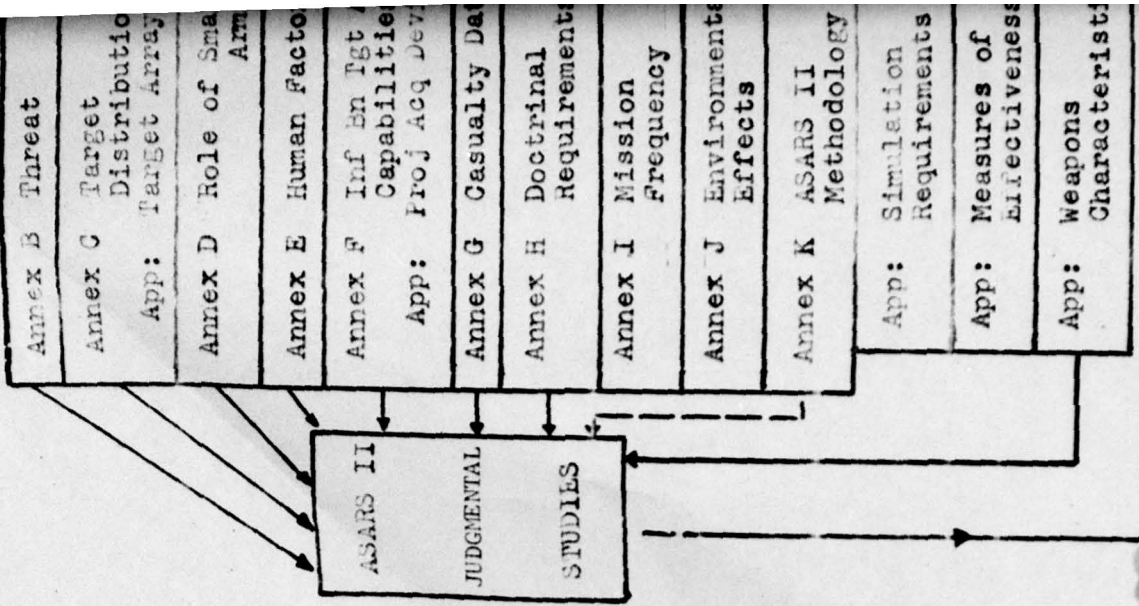 Annex B Threat
Annex C Target
Distributio
App: Target Array
Annex D Role of Sma
Arm
Annex E Human Facto
Annex F Inf Bn Tgt
Capabilitie
App: Proj Acq Devi
Annex G Casualty Dat
Annex H Doctrinal
Requirement
Annex I Mission
Frequency
Annex J Environmenta
Effects
Annex K ASARS II
Methodology
App: Simulation
Requirements
App: Measures of
Effectiveness
App: Weapons
Characteristi
ASARS II
JUDGMENTAL
STUDIES